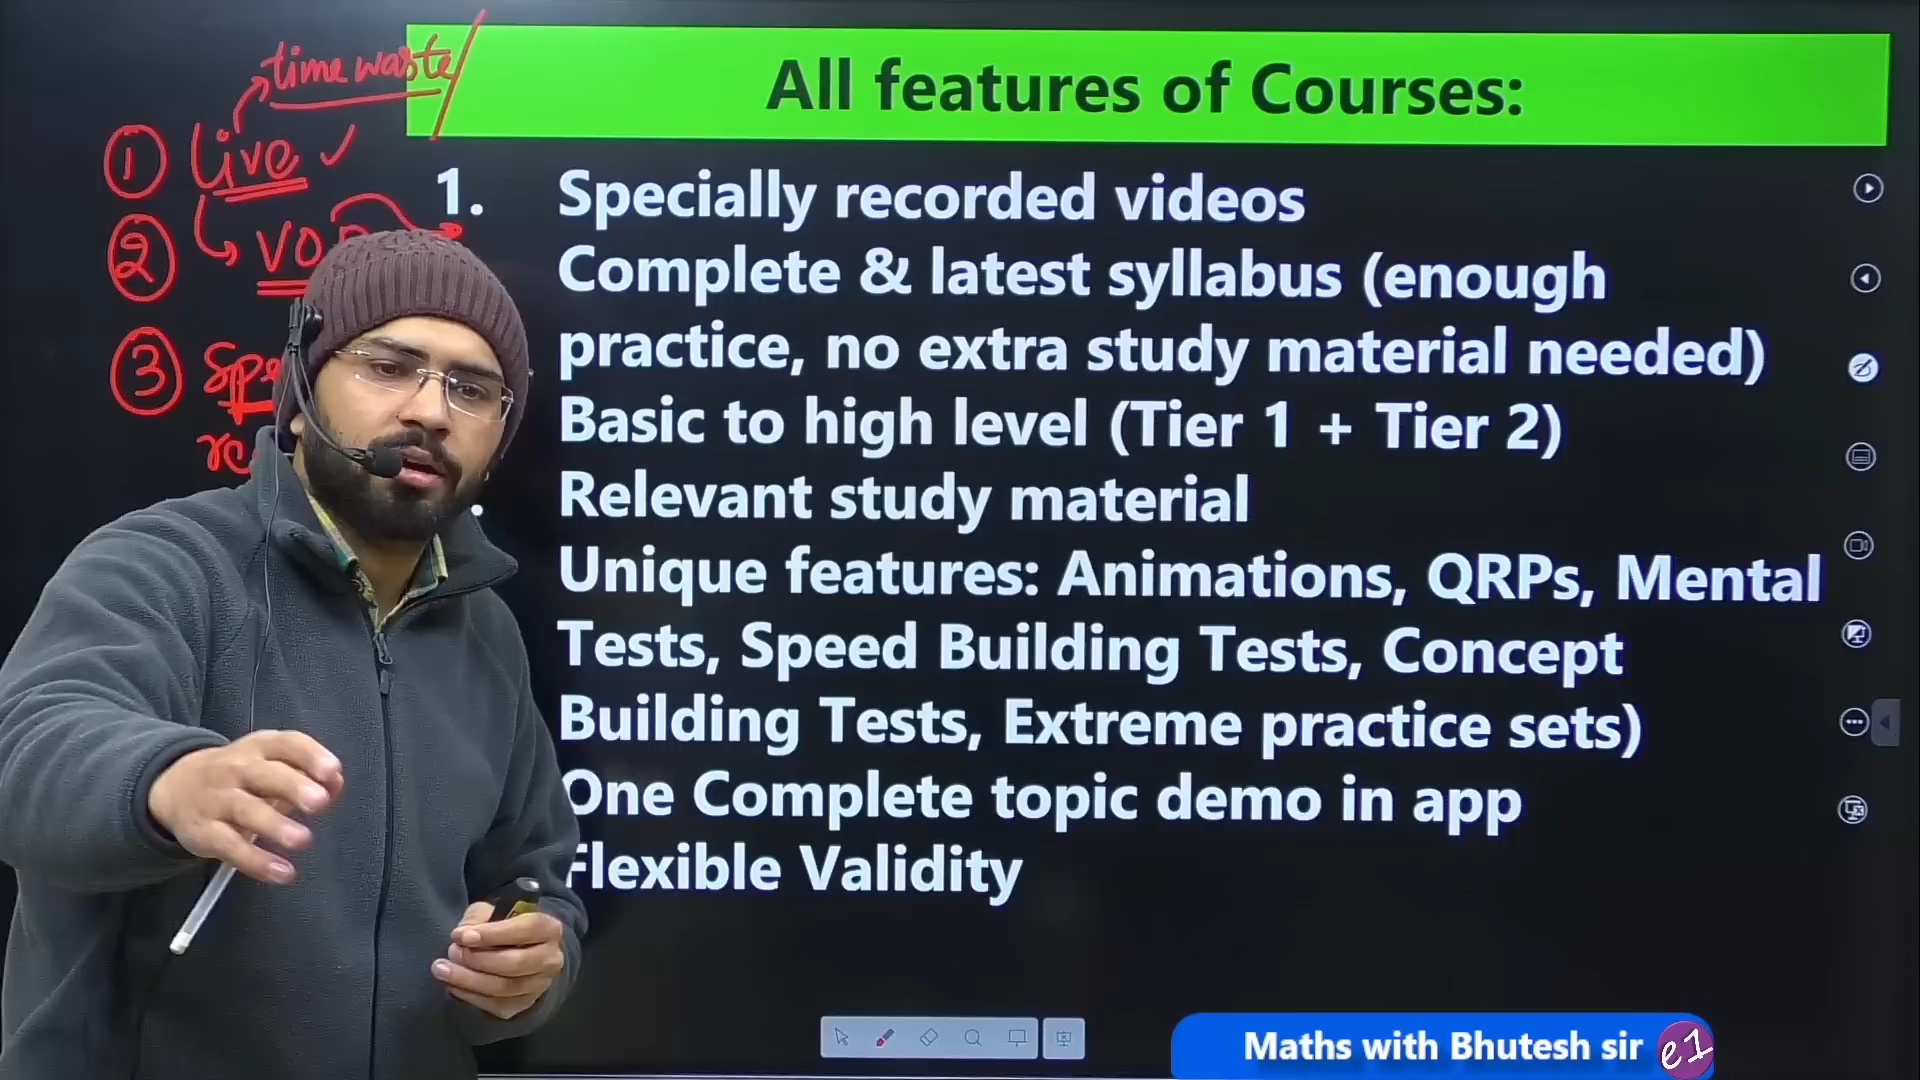 time waste
All features of Courses:
① Live ✓
1. Specially recorded videos
②
Complete & latest syllabus (enough
practice, no extra study material needed)
③
Basic to high level (Tier 1 + Tier 2)
Relevant study material
Unique features: Animations, QRPs, Mental
Tests, Speed Building Tests, Concept
Building Tests, Extreme practice sets)
One Complete topic demo in app
Flexible Validity
Maths with Bhutesh sir e1